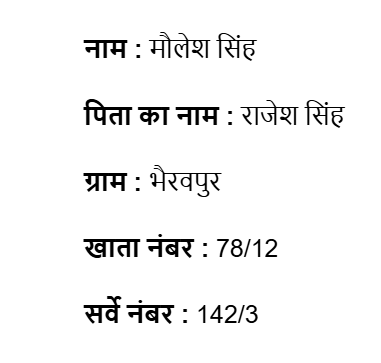 नाम : मौलेश सिंह
पिता का नाम : राजेश सिंह
ग्राम : भैरवपुर
खाता नंबर : 78/12
सर्वे नंबर : 142/3